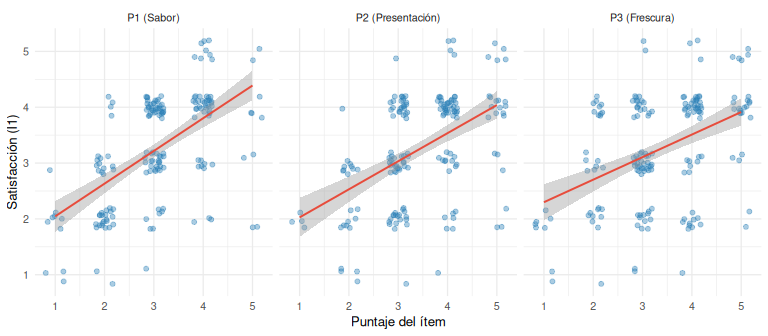 P1 (Sabor) P2 (Presentación) P3 (Frescura)
Satisfacción (I1)
5
4
3
2
1
1 2 3 4 5 1 2 3 4 5 1 2 3 4 5
Puntaje del ítem